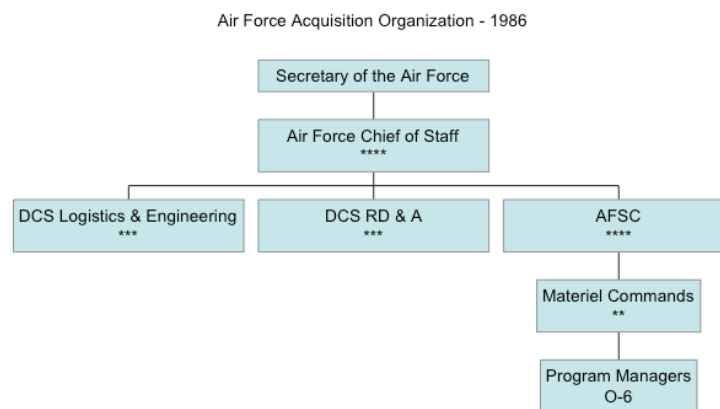 Air Force Acquisition Organization - 1986
Secretary of the Air Force
Air Force Chief of Staff
****
DCS Logistics & Engineering
***
DCS RD & A
***
AFSC
****
Materiel Commands
**
Program Managers
O-6